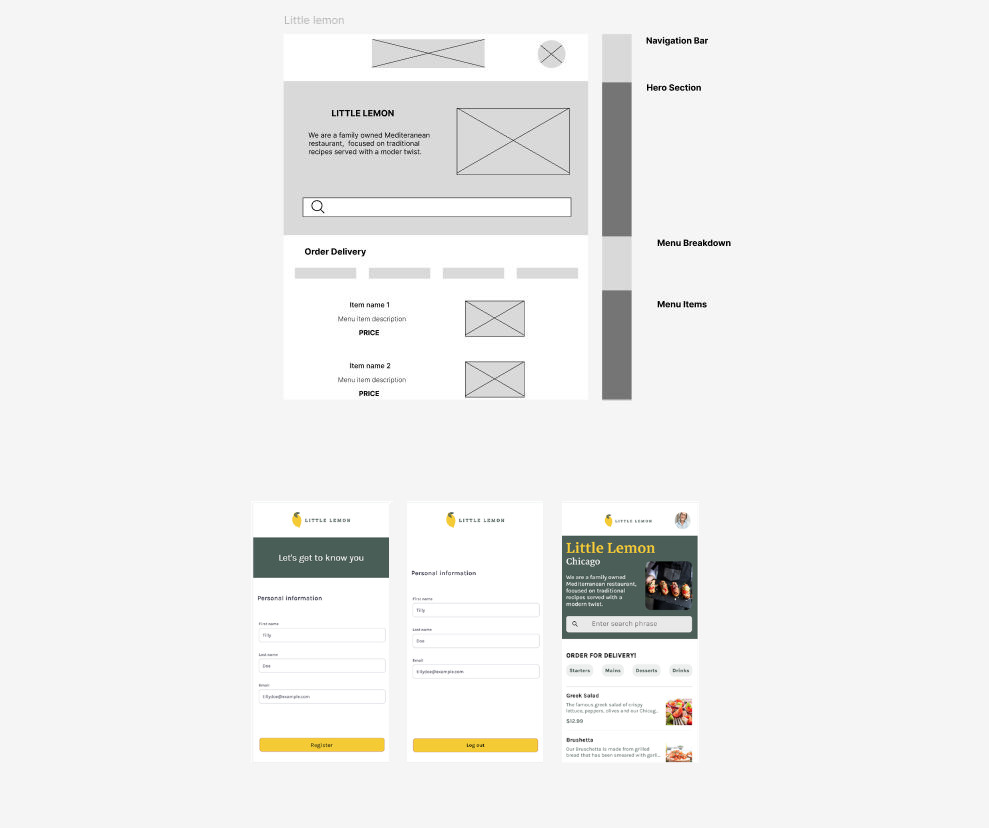 Little lemon
Navigation Bar
Hero Section
LITTLE LEMON
We are a family owned Mediteranean
restaurant, focused on traditional
recipes served with a moder twist.
Menu Breakdown
Order Delivery
Menu Items
Item name 1
Menu item description
PRICE
Item name 2
Menu item description
PRICE
LITTLE LEMON
Let's get to know you
Personal information
First name
Tilly
Last name
Doe
Email
tillydoe@example.com
Register
LITTLE LEMON
Personal information
First name
Tilly
Last name
Doe
Email
tillydoe@example.com
Log out
LITTLE LEMON
Little Lemon
Chicago
We are a family owned
Mediterranean restaurant,
focused on traditional
recipes served with a
modern twist.
Enter search phrase
ORDER FOR DELIVERY!
Starters Mains Desserts Drinks
Greek Salad
The famous greek salad of crispy
lettuce, peppers, olives and our Chicag...
$12.99
Brushetta
Our Bruschetta is made from grilled
bread that has been smeared with garli...